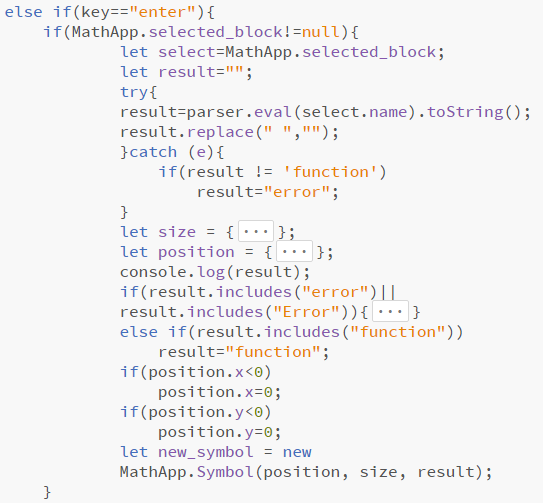 else if(key=="enter"){
    if(MathApp.selected_block!=null){
            let select=MathApp.selected_block;
            let result="";
            try{
            result=parser.eval(select.name).toString();
            result.replace(" ","");
            }catch (e){
                if(result != 'function')
                    result="error";
            }
            let size = {···};
            let position = {···};
            console.log(result);
            if(result.includes("error")||
            result.includes("Error")){···}
            else if(result.includes("function"))
                result="function";
            if(position.x<0)
                position.x=0;
            if(position.y<0)
                position.y=0;
            let new_symbol = new
            MathApp.Symbol(position, size, result);
    }